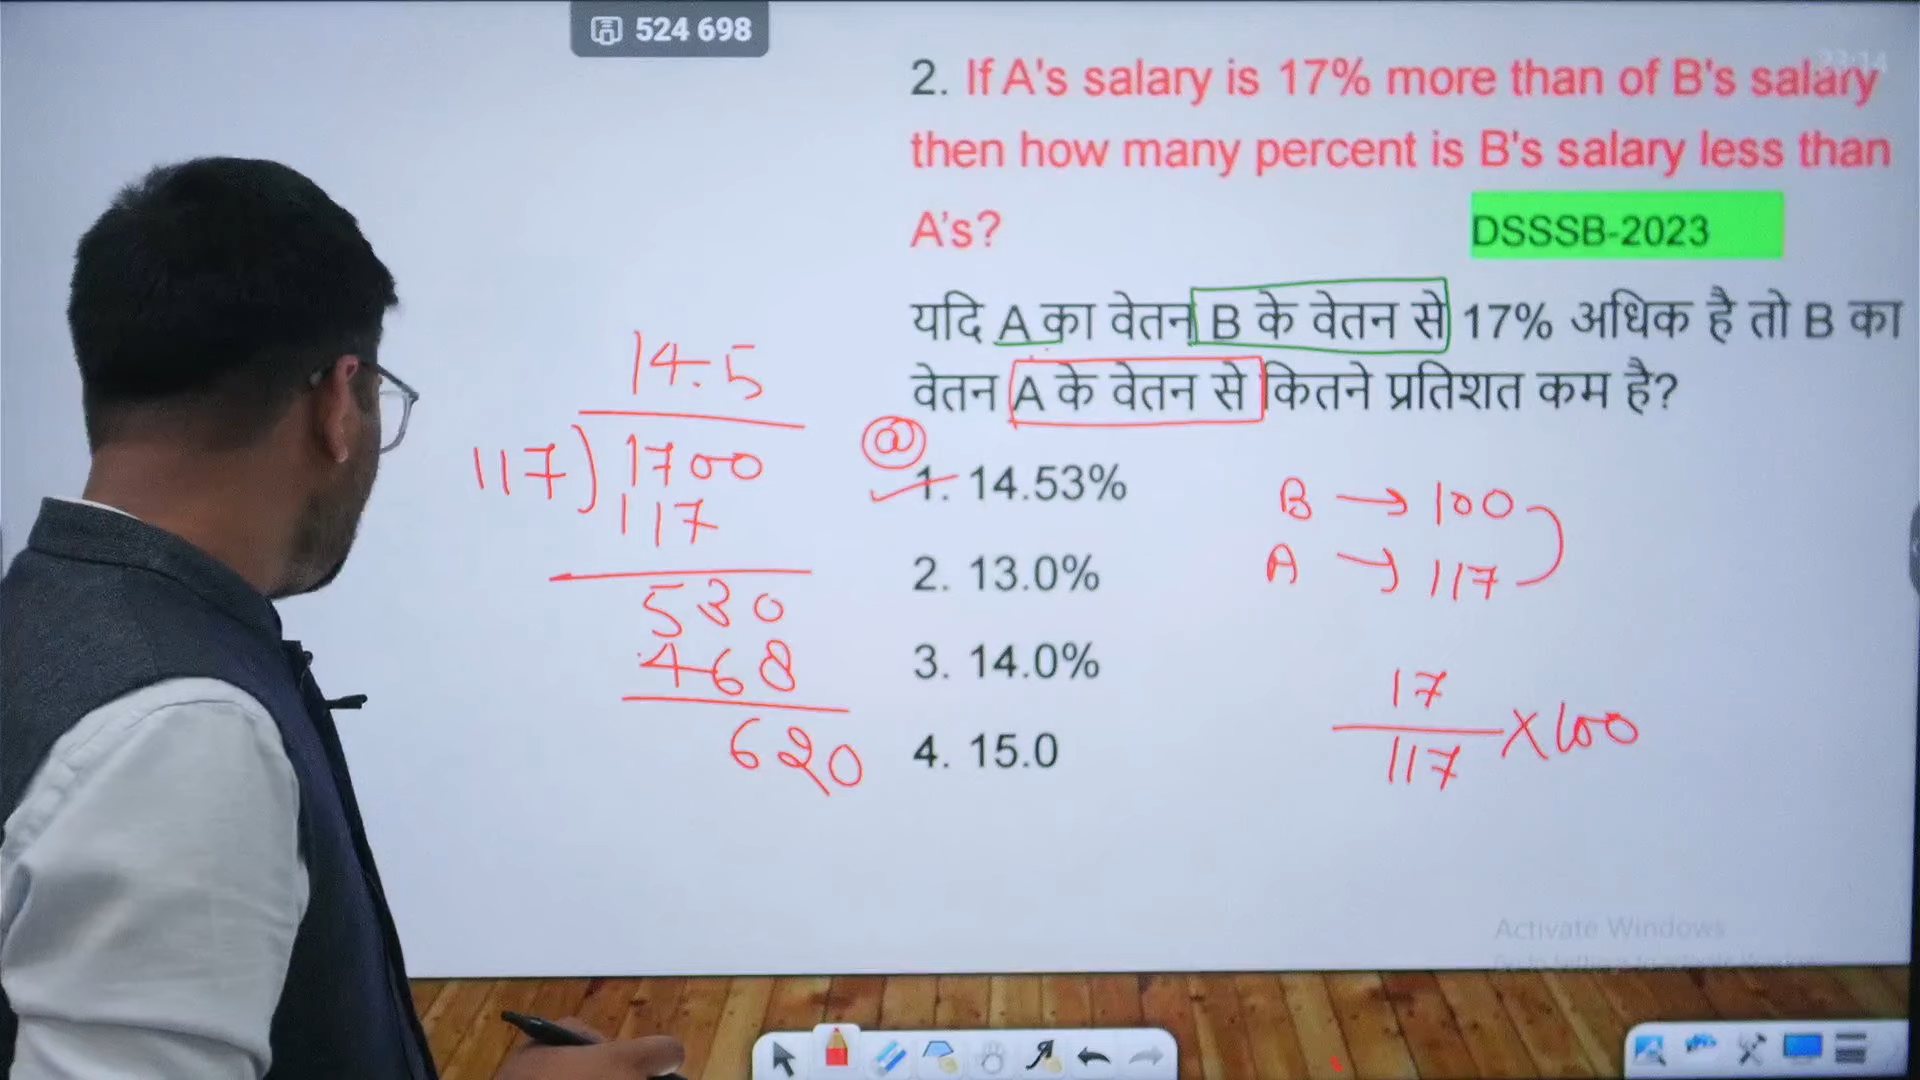 524 698
2. If A's salary is 17% more than of B's salary
then how many percent is B's salary less than
A's?
DSSSB-2023
यदि A का वेतन B के वेतन से 17% अधिक है तो B का
वेतन A के वेतन से कितने प्रतिशत कम है?
1. 14.53%
2. 13.0%
3. 14.0%
4. 15.0
14.5
117) 1700
117
530
468
620
B → 100
A → 117
17
117 × 100
Activate Windows